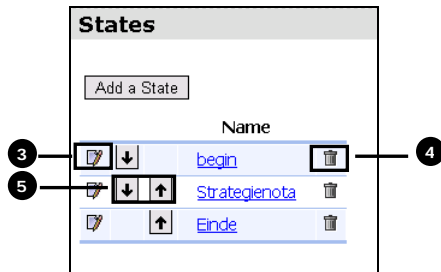 States
Add a State
Name
3 begin 4
5 Strategienota
Einde